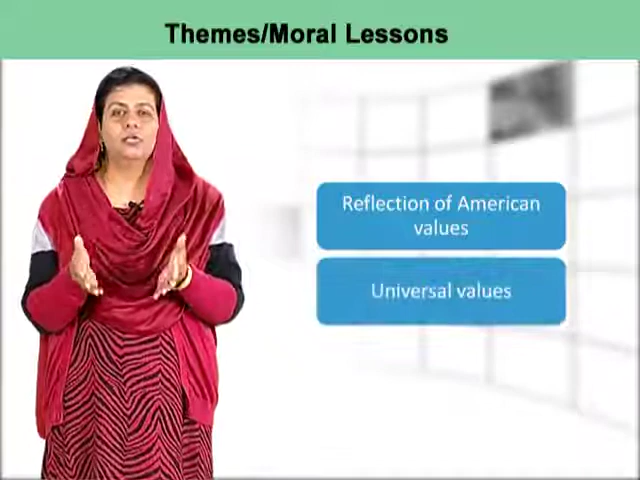 Themes/Moral Lessons
Reflection of American
values
Universal values